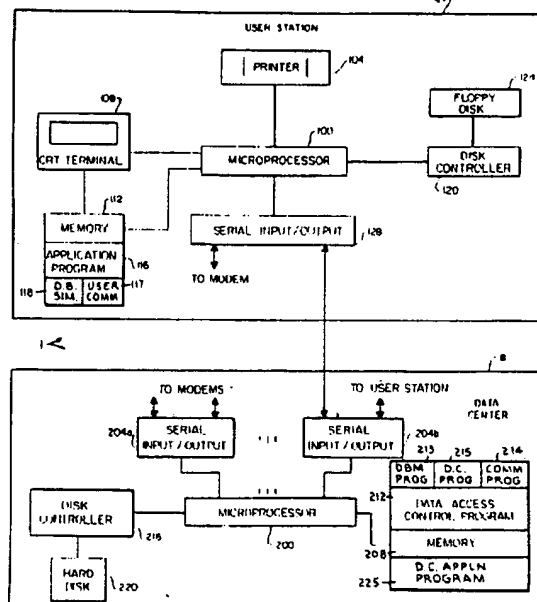 USER STATION
PRINTER
104
108
124
FLOPPY
DISK
100
CRT TERMINAL
MICROPROCESSOR
DISK
CONTROLLER
120
112
MEMORY
SERIAL INPUT/OUTPUT
128
APPLICATION
PROGRAM
116
TO MODEM
118
D.B.
SIM.
USER
COMM
117
TO MODEMS
TO USER STATION
DATA
CENTER
204a
SERIAL
INPUT/OUTPUT
SERIAL
INPUT/OUTPUT
204b
213
215
214
DBM
PROG
D.C.
PROG
COMM
PROG
212
DATA ACCESS
CONTROL PROGRAM
DISK
CONTROLLER
216
MICROPROCESSOR
200
208
MEMORY
HARD
DISK
220
225
D.C. APPLN
PROGRAM